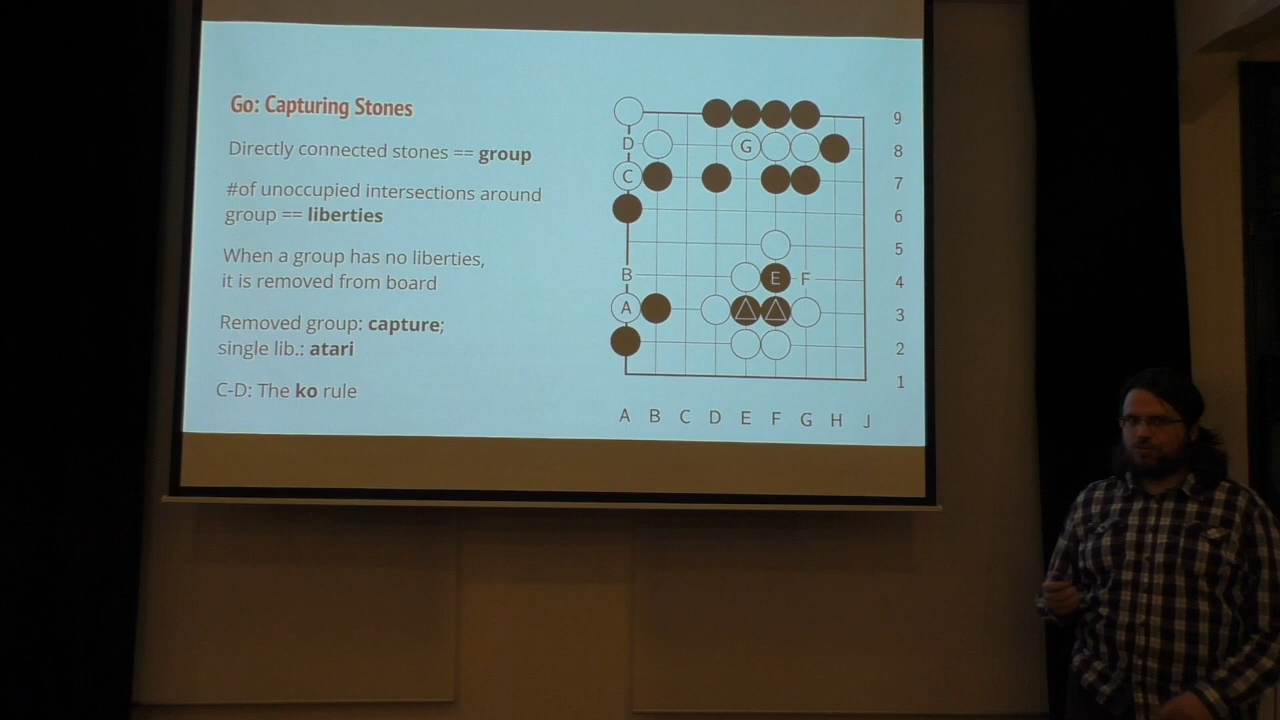 Go: Capturing Stones
Directly connected stones == group
#of unoccupied intersections around
group == liberties
When a group has no liberties,
it is removed from board
Removed group: capture;
single lib.: atari
C-D: The ko rule
9
D G 8
C 7
6
5
B E F 4
A 3
2
1
A B C D E F G H J